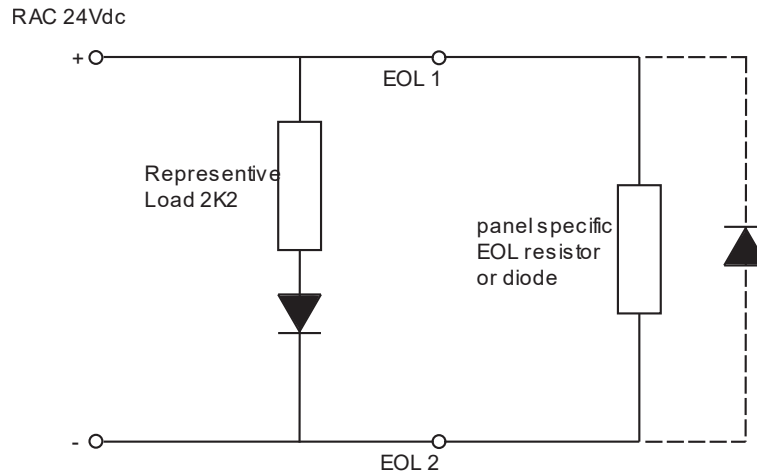 RAC 24Vdc
+
EOL 1
Representive
Load 2K2
panel specific
EOL resistor
or diode
-
EOL 2